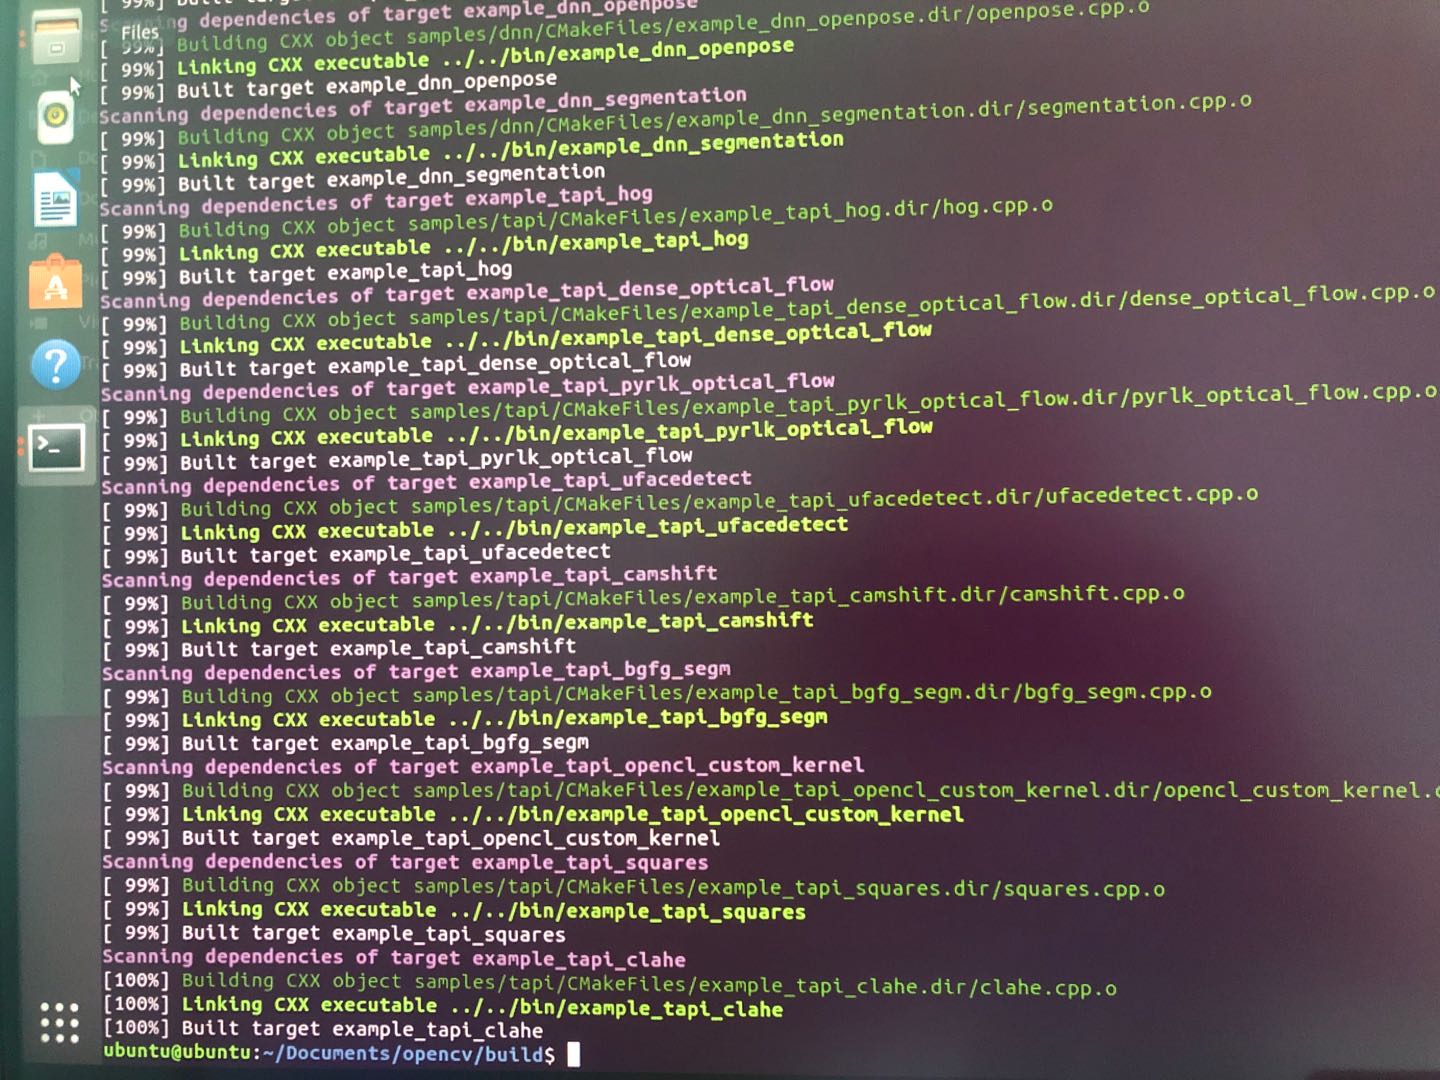 [ 99%] Built target example_dnn_
Scanning dependencies of target example_dnn_openpose
Files
[ 99%] Building CXX object samples/dnn/CMakeFiles/example_dnn_openpose.dir/openpose.cpp.o
[ 99%] Linking CXX executable ../../bin/example_dnn_openpose
[ 99%] Built target example_dnn_openpose
Scanning dependencies of target example_dnn_segmentation
[ 99%] Building CXX object samples/dnn/CMakeFiles/example_dnn_segmentation.dir/segmentation.cpp.o
[ 99%] Linking CXX executable ../../bin/example_dnn_segmentation
[ 99%] Built target example_dnn_segmentation
Scanning dependencies of target example_tapi_hog
[ 99%] Building CXX object samples/tapi/CMakeFiles/example_tapi_hog.dir/hog.cpp.o
[ 99%] Linking CXX executable ../../bin/example_tapi_hog
[ 99%] Built target example_tapi_hog
Scanning dependencies of target example_tapi_dense_optical_flow
[ 99%] Building CXX object samples/tapi/CMakeFiles/example_tapi_dense_optical_flow.dir/dense_optical_flow.cpp.o
[ 99%] Linking CXX executable ../../bin/example_tapi_dense_optical_flow
[ 99%] Built target example_tapi_dense_optical_flow
Scanning dependencies of target example_tapi_pyrlk_optical_flow
[ 99%] Building CXX object samples/tapi/CMakeFiles/example_tapi_pyrlk_optical_flow.dir/pyrlk_optical_flow.cpp.o
[ 99%] Linking CXX executable ../../bin/example_tapi_pyrlk_optical_flow
[ 99%] Built target example_tapi_pyrlk_optical_flow
Scanning dependencies of target example_tapi_ufacedetect
[ 99%] Building CXX object samples/tapi/CMakeFiles/example_tapi_ufacedetect.dir/ufacedetect.cpp.o
[ 99%] Linking CXX executable ../../bin/example_tapi_ufacedetect
[ 99%] Built target example_tapi_ufacedetect
Scanning dependencies of target example_tapi_camshift
[ 99%] Building CXX object samples/tapi/CMakeFiles/example_tapi_camshift.dir/camshift.cpp.o
[ 99%] Linking CXX executable ../../bin/example_tapi_camshift
[ 99%] Built target example_tapi_camshift
Scanning dependencies of target example_tapi_bgfg_segm
[ 99%] Building CXX object samples/tapi/CMakeFiles/example_tapi_bgfg_segm.dir/bgfg_segm.cpp.o
[ 99%] Linking CXX executable ../../bin/example_tapi_bgfg_segm
[ 99%] Built target example_tapi_bgfg_segm
Scanning dependencies of target example_tapi_opencl_custom_kernel
[ 99%] Building CXX object samples/tapi/CMakeFiles/example_tapi_opencl_custom_kernel.dir/opencl_custom_kernel.
[ 99%] Linking CXX executable ../../bin/example_tapi_opencl_custom_kernel
[ 99%] Built target example_tapi_opencl_custom_kernel
Scanning dependencies of target example_tapi_squares
[ 99%] Building CXX object samples/tapi/CMakeFiles/example_tapi_squares.dir/squares.cpp.o
[ 99%] Linking CXX executable ../../bin/example_tapi_squares
[ 99%] Built target example_tapi_squares
Scanning dependencies of target example_tapi_clahe
[100%] Building CXX object samples/tapi/CMakeFiles/example_tapi_clahe.dir/clahe.cpp.o
[100%] Linking CXX executable ../../bin/example_tapi_clahe
[100%] Built target example_tapi_clahe
ubuntu@ubuntu:~/Documents/opencv/build$